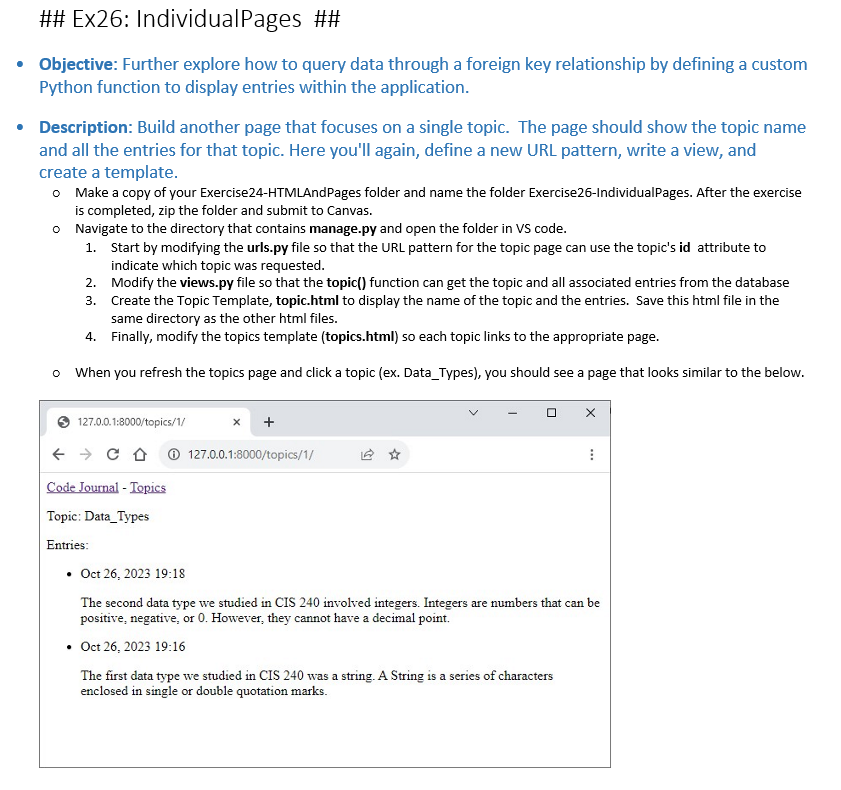 ## Ex26: IndividualPages ##
• Objective: Further explore how to query data through a foreign key relationship by defining a custom
Python function to display entries within the application.
• Description: Build another page that focuses on a single topic. The page should show the topic name
and all the entries for that topic. Here you'll again, define a new URL pattern, write a view, and
create a template.
o Make a copy of your Exercise24-HTMLAndPages folder and name the folder Exercise26-IndividualPages. After the exercise
is completed, zip the folder and submit to Canvas.
o Navigate to the directory that contains manage.py and open the folder in VS code.
1. Start by modifying the urls.py file so that the URL pattern for the topic page can use the topic's id attribute to
indicate which topic was requested.
2. Modify the views.py file so that the topic() function can get the topic and all associated entries from the database
3. Create the Topic Template, topic.html to display the name of the topic and the entries. Save this html file in the
same directory as the other html files.
4. Finally, modify the topics template (topics.html) so each topic links to the appropriate page.
o When you refresh the topics page and click a topic (ex. Data_Types), you should see a page that looks similar to the below.
127.0.0.1:8000/topics/1/
127.0.0.1:8000/topics/1/
Code Journal - Topics
Topic: Data_Types
Entries:
• Oct 26, 2023 19:18
The second data type we studied in CIS 240 involved integers. Integers are numbers that can be
positive, negative, or 0. However, they cannot have a decimal point.
• Oct 26, 2023 19:16
The first data type we studied in CIS 240 was a string. A String is a series of characters
enclosed in single or double quotation marks.